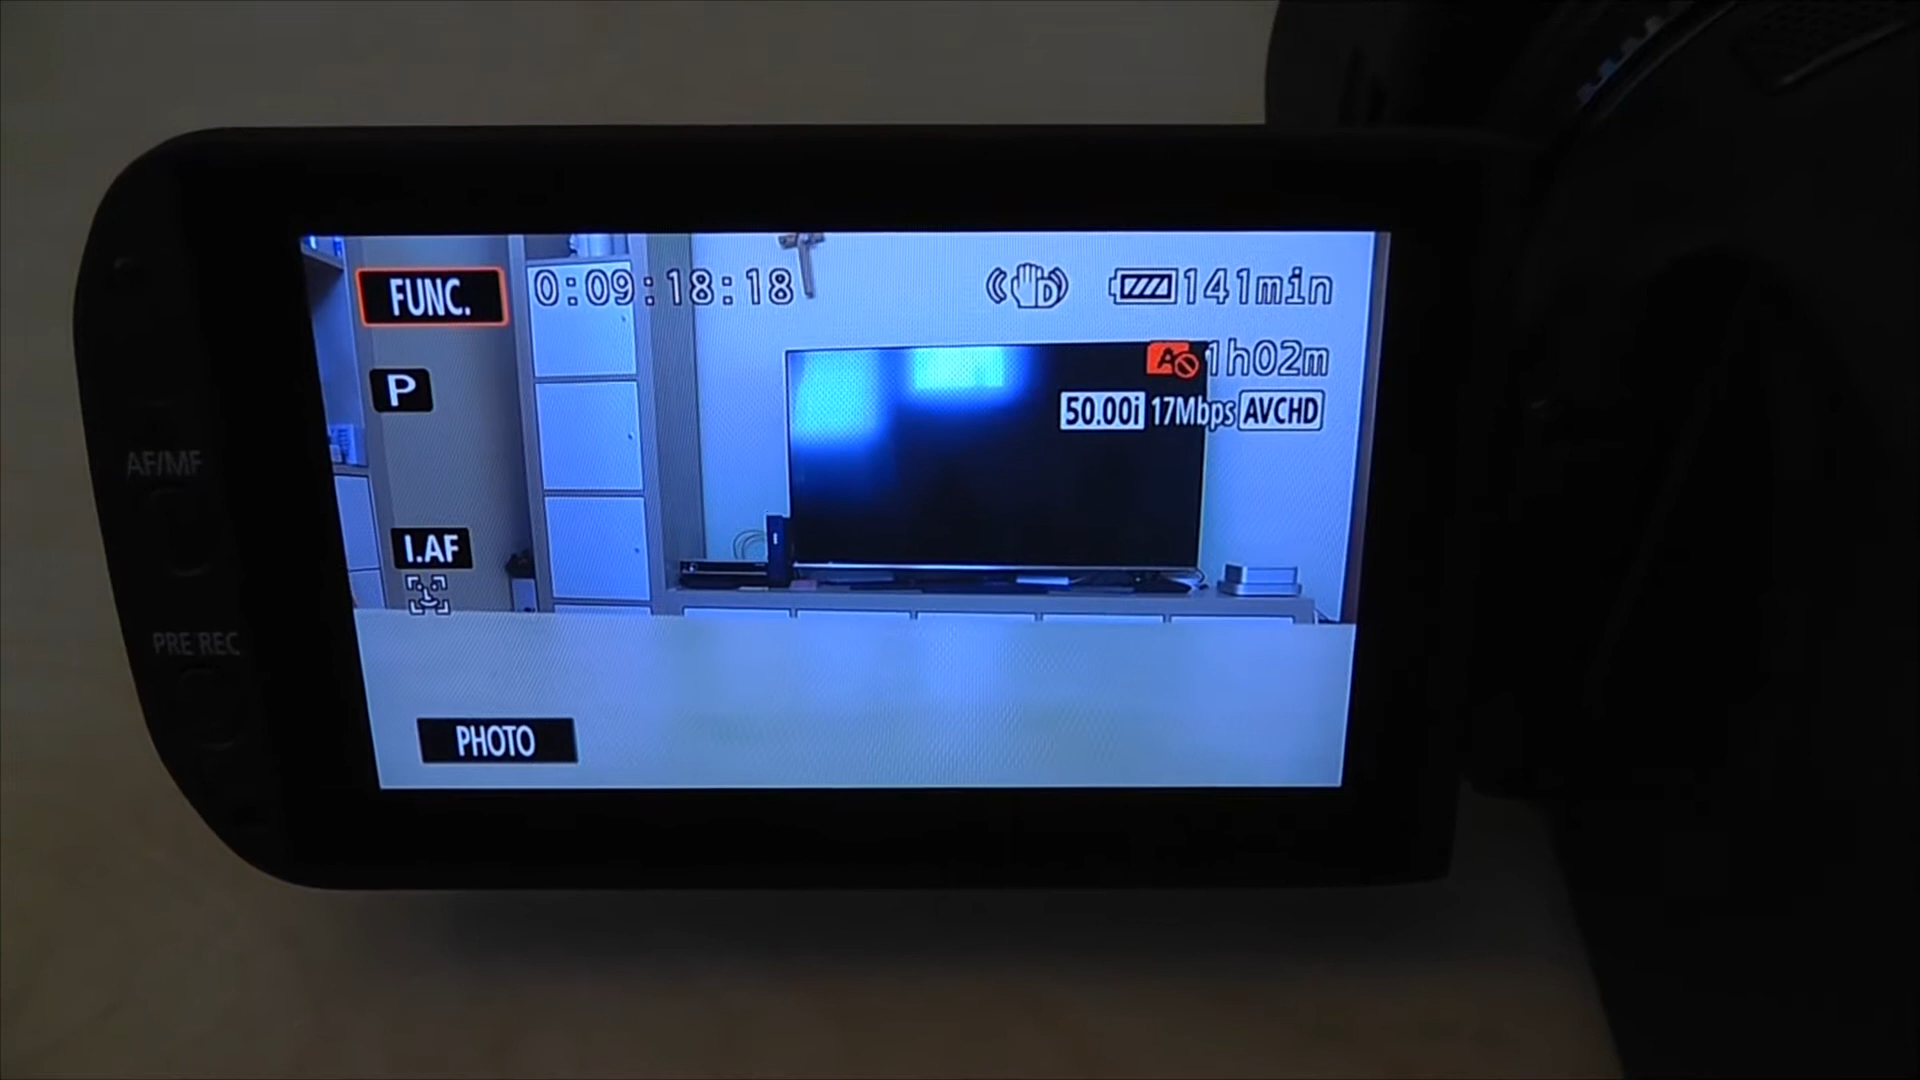 FUNC. 0:09:18:18 D 141min
A 1h02m
P
50.00i 17Mbps AVCHD
AF/MF
I.AF
PRE REC
PHOTO